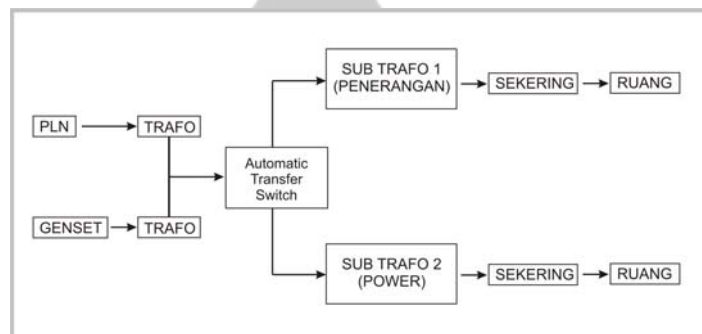 PLN
TRAFO
GENSET
TRAFO
Automatic
Transfer
Switch
SUB TRAFO 1
(PENERANGAN)
SEKERING
RUANG
SUB TRAFO 2
(POWER)
SEKERING
RUANG